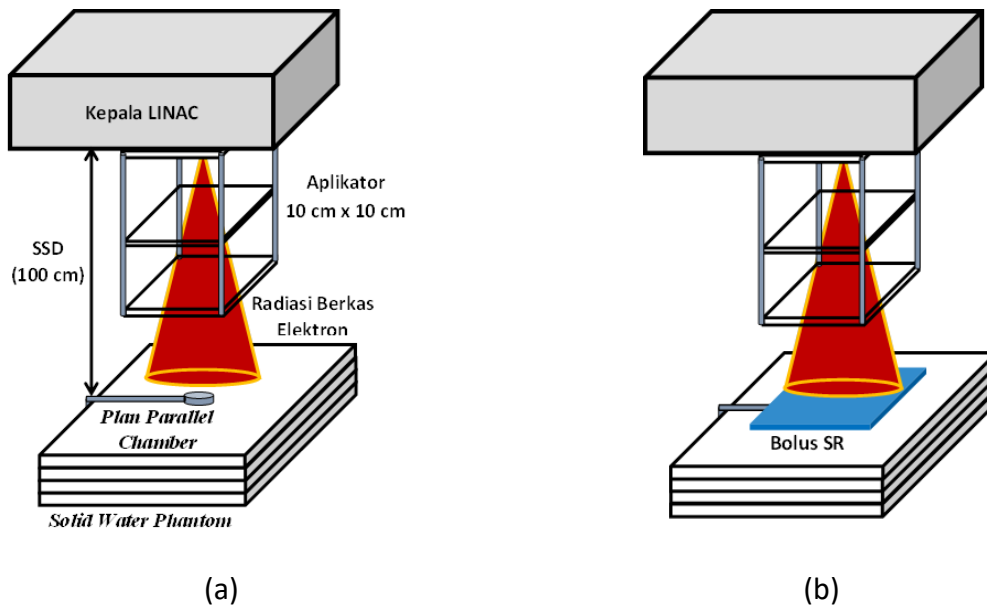 Kepala LINAC
Aplikator
10 cm x 10 cm
SSD
(100 cm)
Radiasi Berkas
Elektron
Plan Parallel
Chamber
Solid Water Phantom
(a)
Bolus SR
(b)